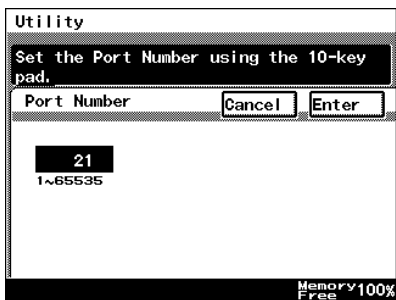 Utility
Set the Port Number using the 10-key
pad.
Port Number Cancel Enter
21
1~65535
Memory Free 100%